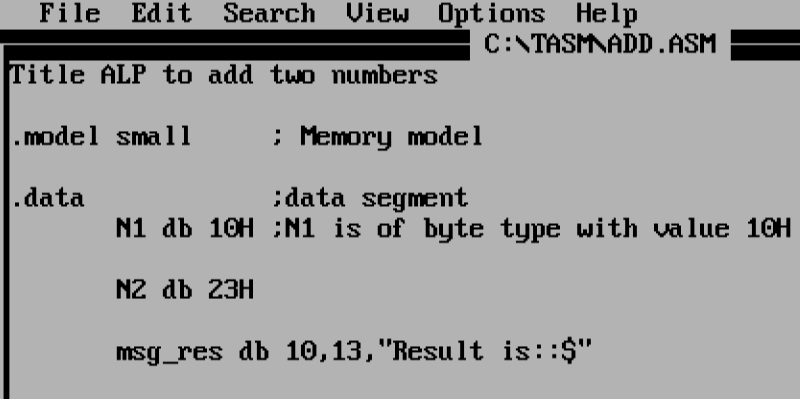 File Edit Search View Options Help
C:\TASM\ADD.ASM
Title ALP to add two numbers
.model small ; Memory model
.data ;data segment
N1 db 10H ;N1 is of byte type with value 10H
N2 db 23H
msg_res db 10,13,"Result is::$"